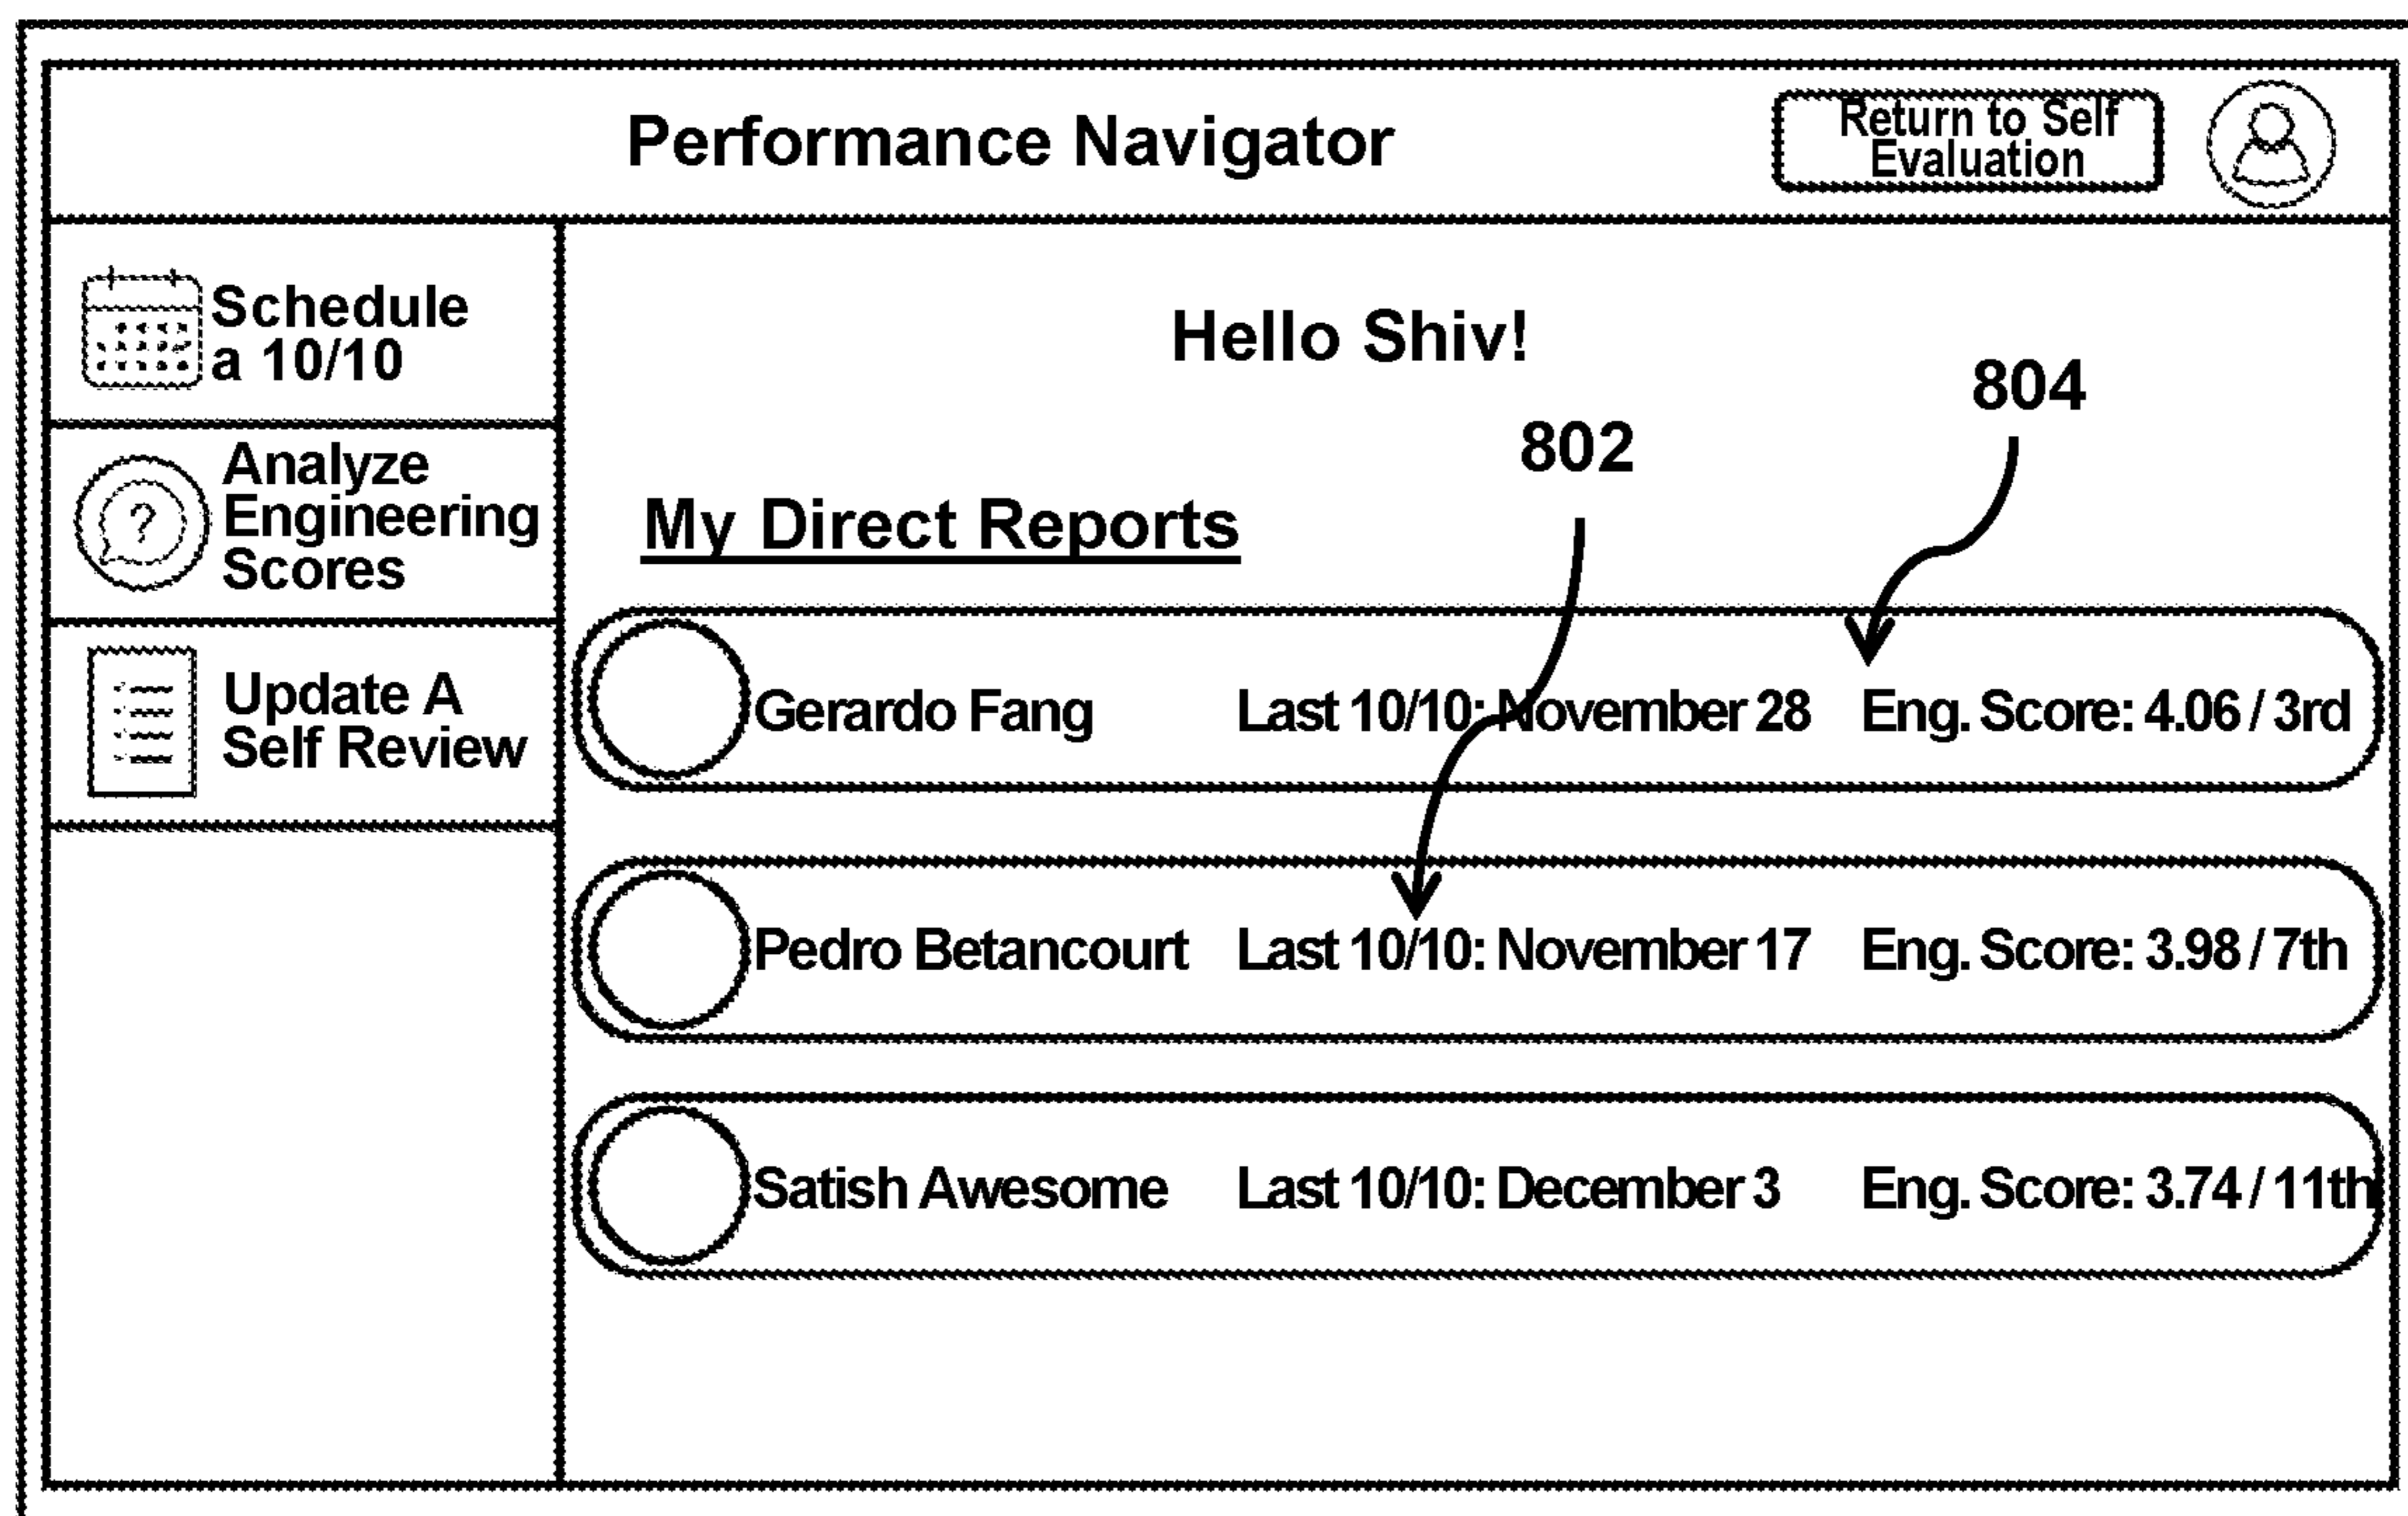 Performance Navigator
Return to Self
Evaluation
Schedule
a 10/10
Analyze
Engineering
Scores
Update A
Self Review
Hello Shiv!
804
802
My Direct Reports
Gerardo Fang Last 10/10: November 28 Eng. Score: 4.06 / 3rd
Pedro Betancourt Last 10/10: November 17 Eng. Score: 3.98 / 7th
Satish Awesome Last 10/10: December 3 Eng. Score: 3.74 / 11th
?